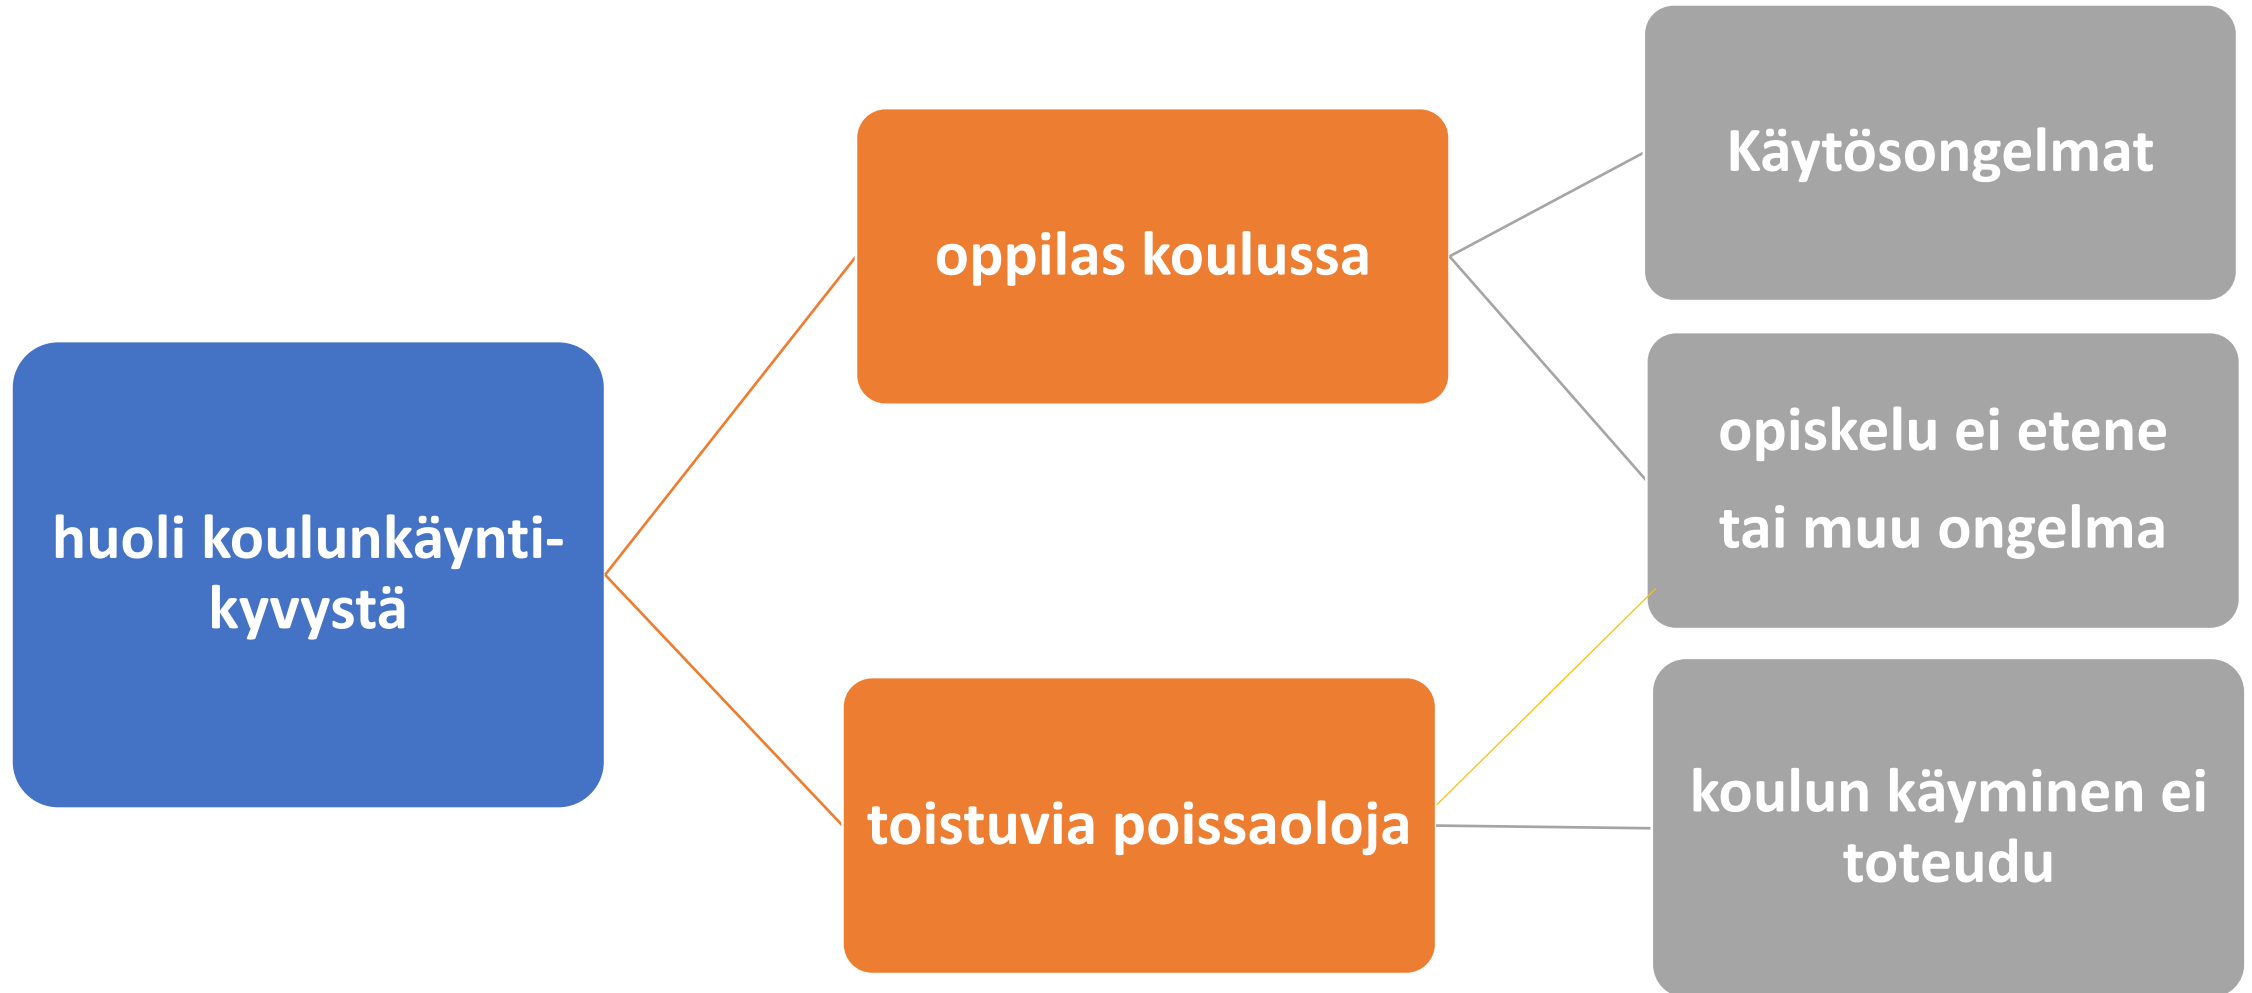 huoli koulunkäynti-
kyvystä
oppilas koulussa
toistuvia poissaoloja
Käytösongelmat
opiskelu ei etene
tai muu ongelma
koulun käyminen ei
toteudu